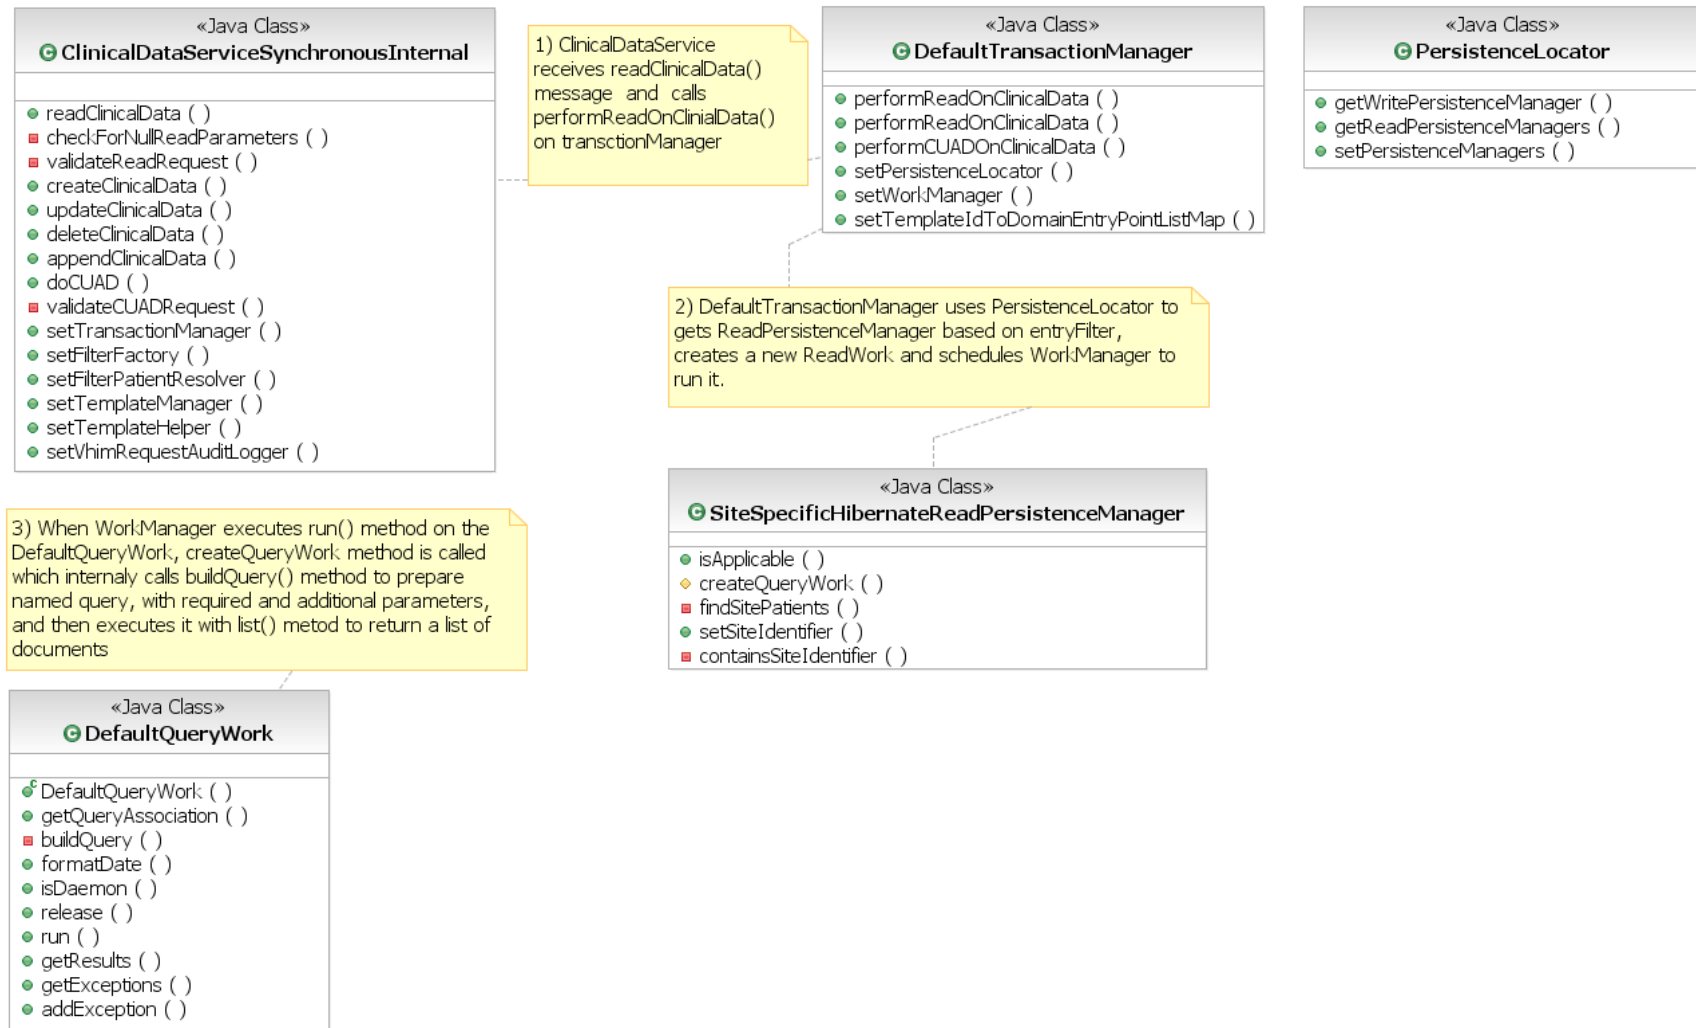 «Java Class»
ClinicalDataServiceSynchronousInternal
readClinicalData ( )
checkForNullReadParameters ( )
validateReadRequest ( )
createClinicalData ( )
updateClinicalData ( )
deleteClinicalData ( )
appendClinicalData ( )
doCUAD ( )
validateCUADRequest ( )
setTransactionManager ( )
setFilterFactory ( )
setFilterPatientResolver ( )
setTemplateManager ( )
setTemplateHelper ( )
setVhimRequestAuditLogger ( )
1) ClinicalDataService
receives readClinicalData()
message and calls
performReadOnClinialData()
on transctionManager
«Java Class»
DefaultTransactionManager
performReadOnClinicalData ( )
performReadOnClinicalData ( )
performCUADOnClinicalData ( )
setPersistenceLocator ( )
setWorkManager ( )
setTemplateIdToDomainEntryPointListMap ( )
«Java Class»
PersistenceLocator
getWritePersistenceManager ( )
getReadPersistenceManagers ( )
setPersistenceManagers ( )
2) DefaultTransactionManager uses PersistenceLocator to
gets ReadPersistenceManager based on entryFilter,
creates a new ReadWork and schedules WorkManager to
run it.
«Java Class»
SiteSpecificHibernateReadPersistenceManager
isApplicable ( )
createQueryWork ( )
findSitePatients ( )
setSiteIdentifier ( )
containsSiteIdentifier ( )
3) When WorkManager executes run() method on the
DefaultQueryWork, createQueryWork method is called
which internaly calls buildQuery() method to prepare
named query, with required and additional parameters,
and then executes it with list() metod to return a list of
documents
«Java Class»
DefaultQueryWork
DefaultQueryWork ( )
getQueryAssociation ( )
buildQuery ( )
formatDate ( )
isDaemon ( )
release ( )
run ( )
getResults ( )
getExceptions ( )
addException ( )